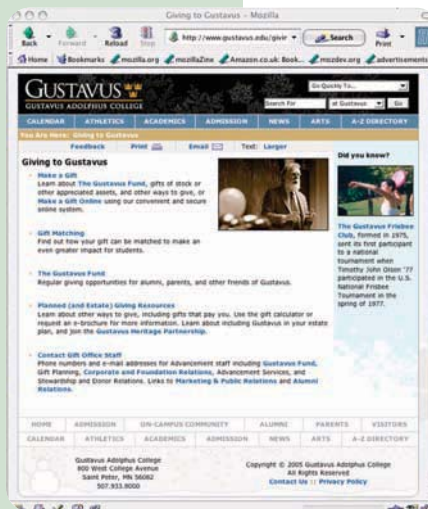 Giving to Gustavus – Mozilla
Back Forward Reload Stop http://www.gustavus.edu/givir Search Print
Home Bookmarks mozilla.org mozillaZine Amazon.co.uk: Book... mozdev.org advertisements
GUSTAVUS
GUSTAVUS ADOLPHUS COLLEGE
Go Quickly To...
Search For at Gustavus Go
CALENDAR ATHLETICS ACADEMICS ADMISSION NEWS ARTS A-Z DIRECTORY
You Are Here: Giving to Gustavus
Feedback Print Email Text: Larger
Giving to Gustavus
Make a Gift
Learn about The Gustavus Fund, gifts of stock or
other appreciated assets, and other ways to give, or
Make a Gift Online using our convenient and secure
online system.
Gift Matching
Find out how your gift can be matched to make an
even greater impact for students.
The Gustavus Fund
Regular giving opportunities for alumni, parents, and other friends of Gustavus.
Planned (and Estate) Giving Resources
Learn about other ways to give, including gifts that pay you. Use the gift calculator or
request an e-brochure for more information. Learn about including Gustavus in your estate
plan, and join the Gustavus Heritage Partnership.
Contact Gift Office Staff
Phone numbers and e-mail addresses for Advancement staff including Gustavus Fund,
Gift Planning, Corporate and Foundation Relations, Advancement Services, and
Stewardship and Donor Relations. Links to Marketing & Public Relations and Alumni
Relations.
Did you know?
The Gustavus Frisbee
Club, formed in 1975,
sent its first participant
to a national
tournament when
Timothy John Olsen '77
participated in the U.S.
National Frisbee
Tournament in the
spring of 1977.
HOME ADMISSION ON-CAMPUS COMMUNITY ALUMNI PARENTS VISITORS
CALENDAR ATHLETICS ACADEMICS ADMISSION NEWS ARTS A-Z DIRECTORY
Gustavus Adolphus College
800 West College Avenue
Saint Peter, MN 56082
507.933.8000
Copyright © 2005 Gustavus Adolphus College
All Rights Reserved
Contact Us :: Privacy Policy